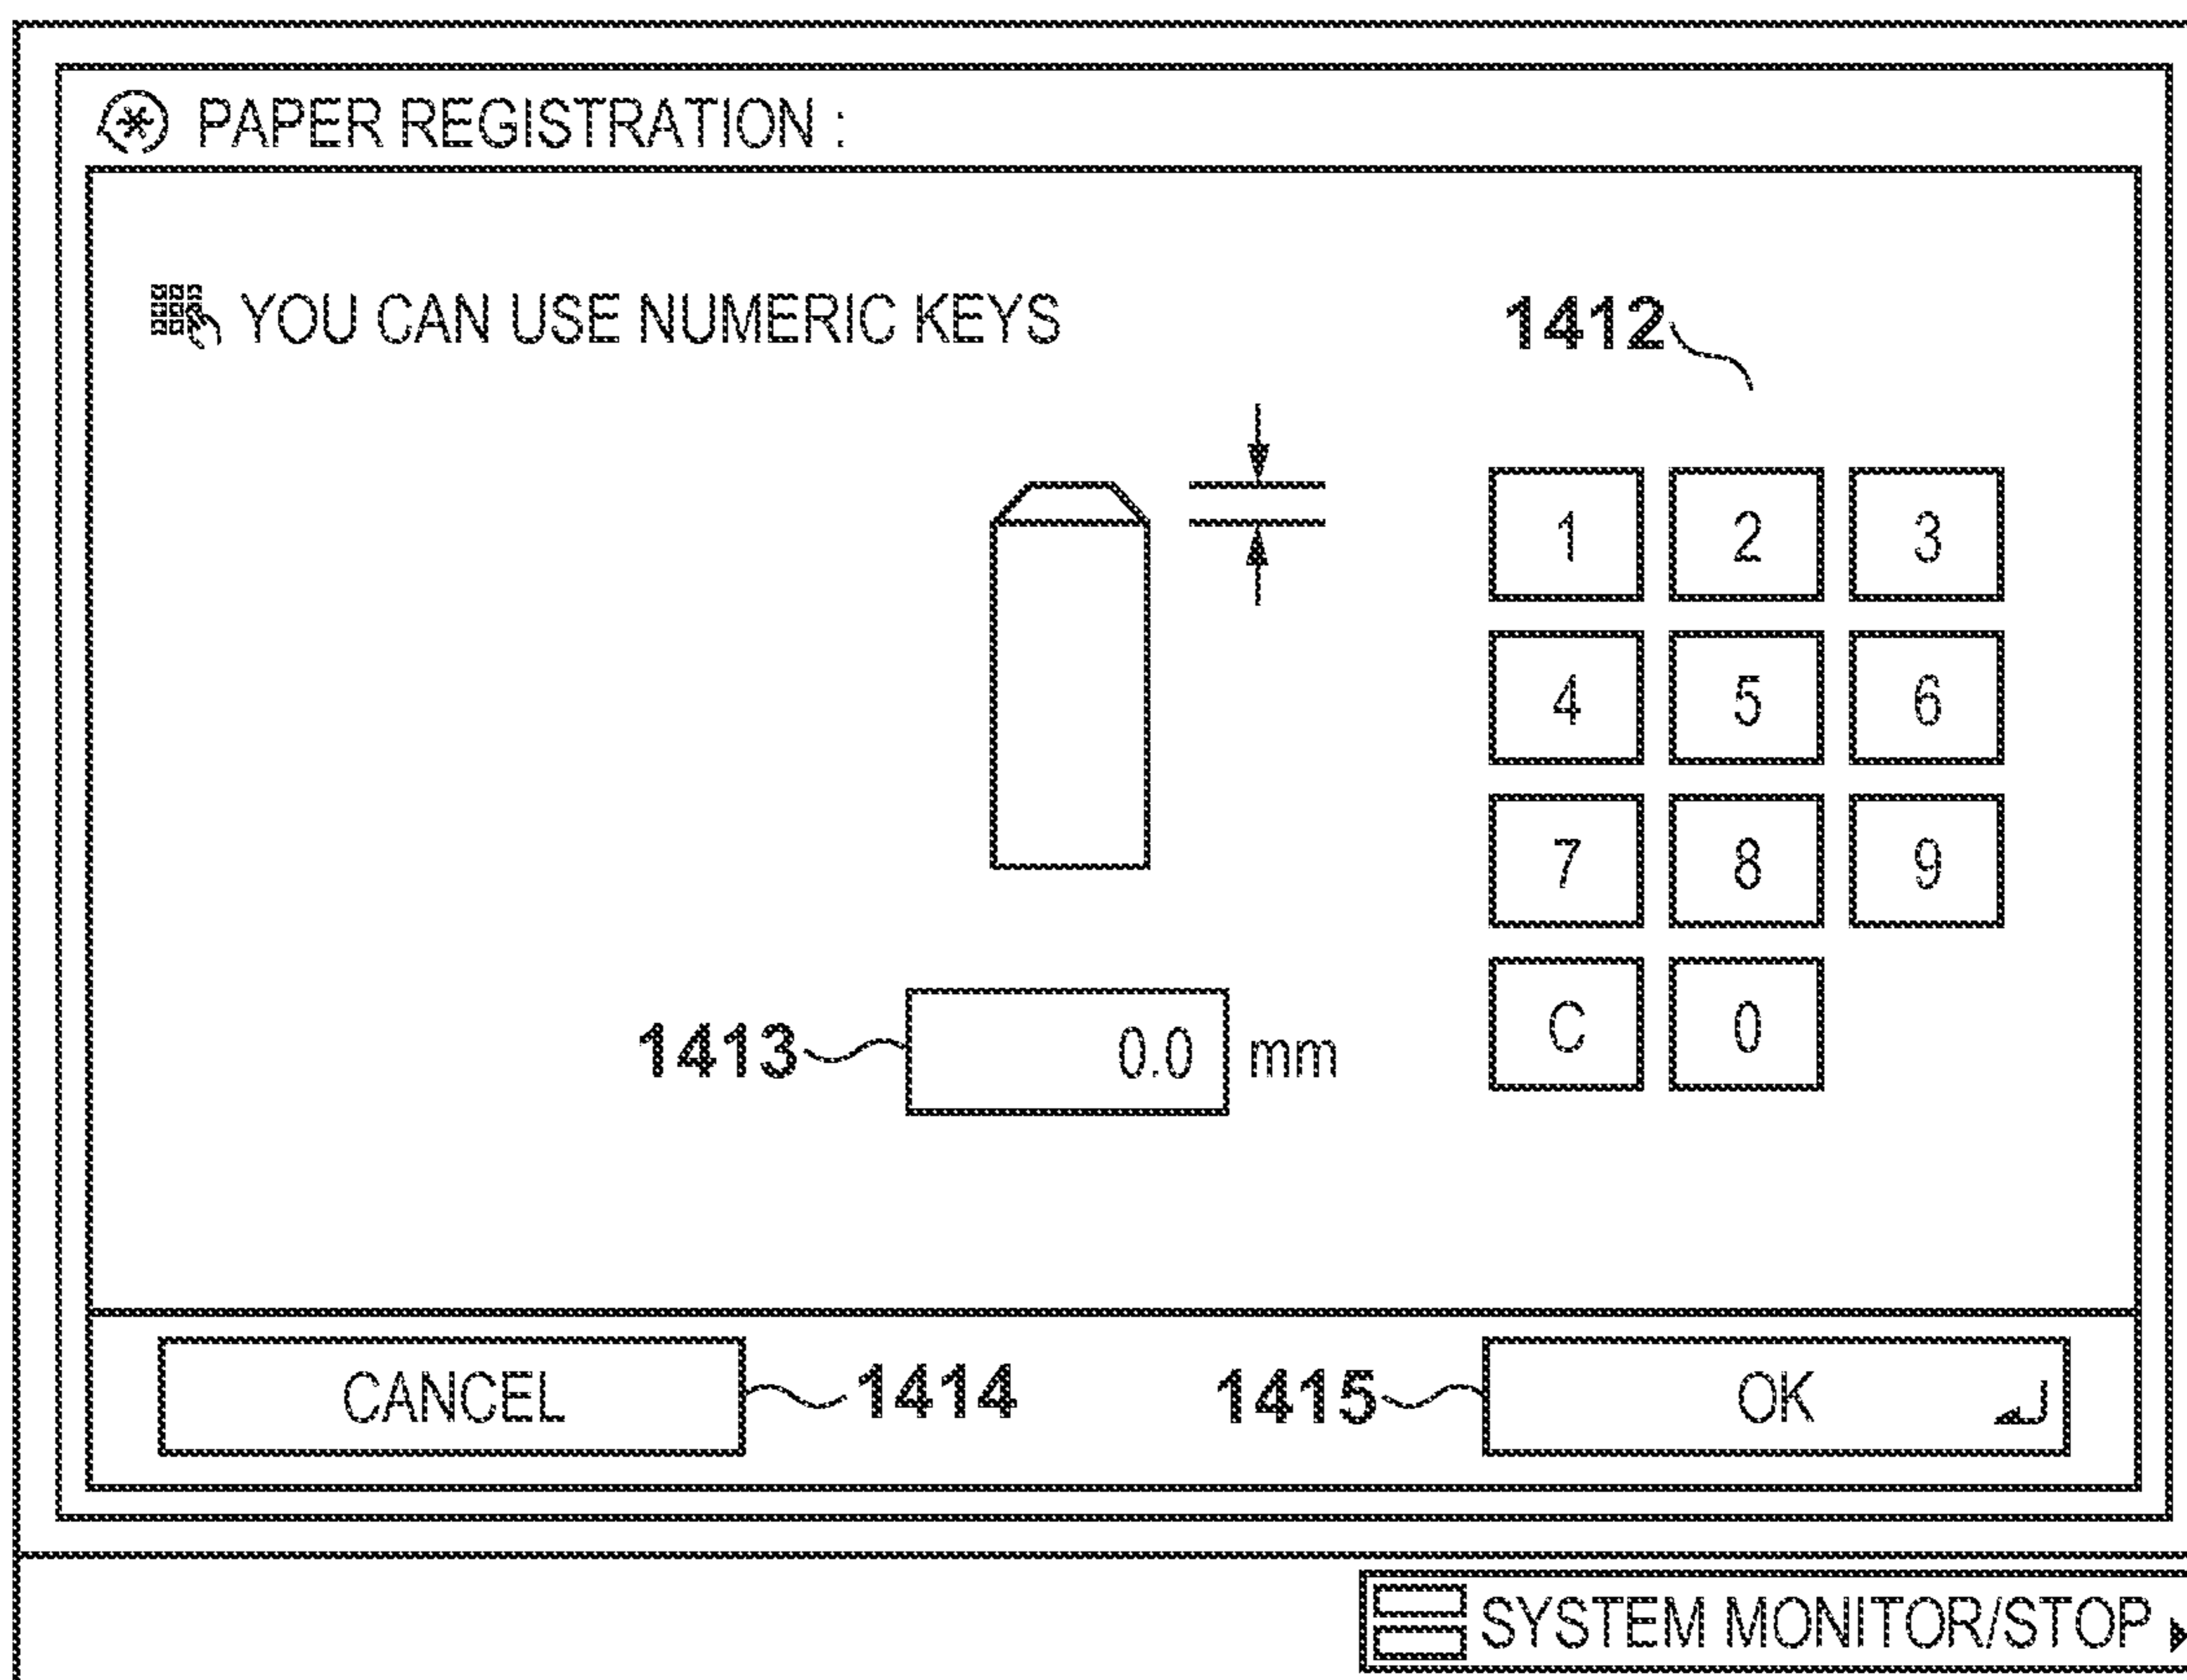 PAPER REGISTRATION :
YOU CAN USE NUMERIC KEYS
1412
1 2 3
4 5 6
7 8 9
C 0
1413 0.0 mm
CANCEL 1414 1415 OK
SYSTEM MONITOR/STOP